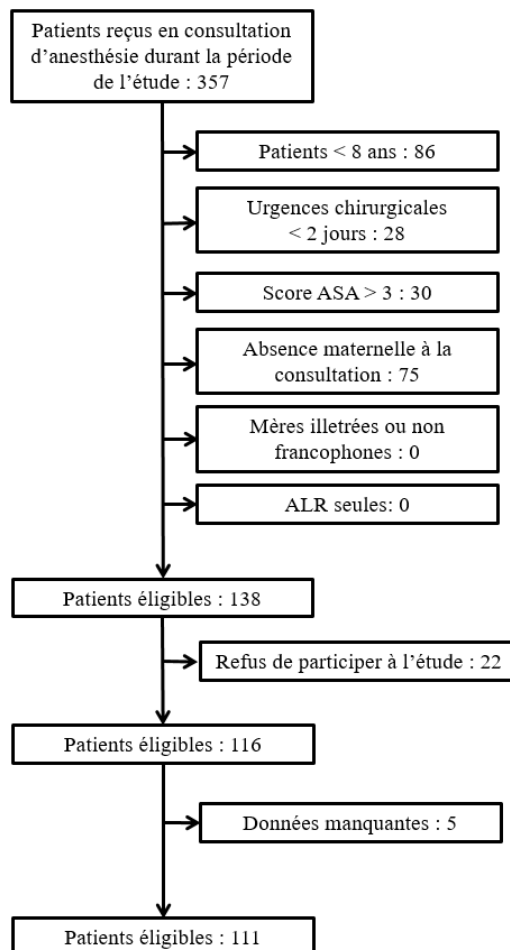 Patients reçus en consultation
d’anesthésie durant la période
de l’étude : 357
Patients < 8 ans : 86
Urgences chirurgicales
< 2 jours : 28
Score ASA > 3 : 30
Absence maternelle à la
consultation : 75
Mères illetrées ou non
francophones : 0
ALR seules: 0
Patients éligibles : 138
Refus de participer à l’étude : 22
Patients éligibles : 116
Données manquantes : 5
Patients éligibles : 111